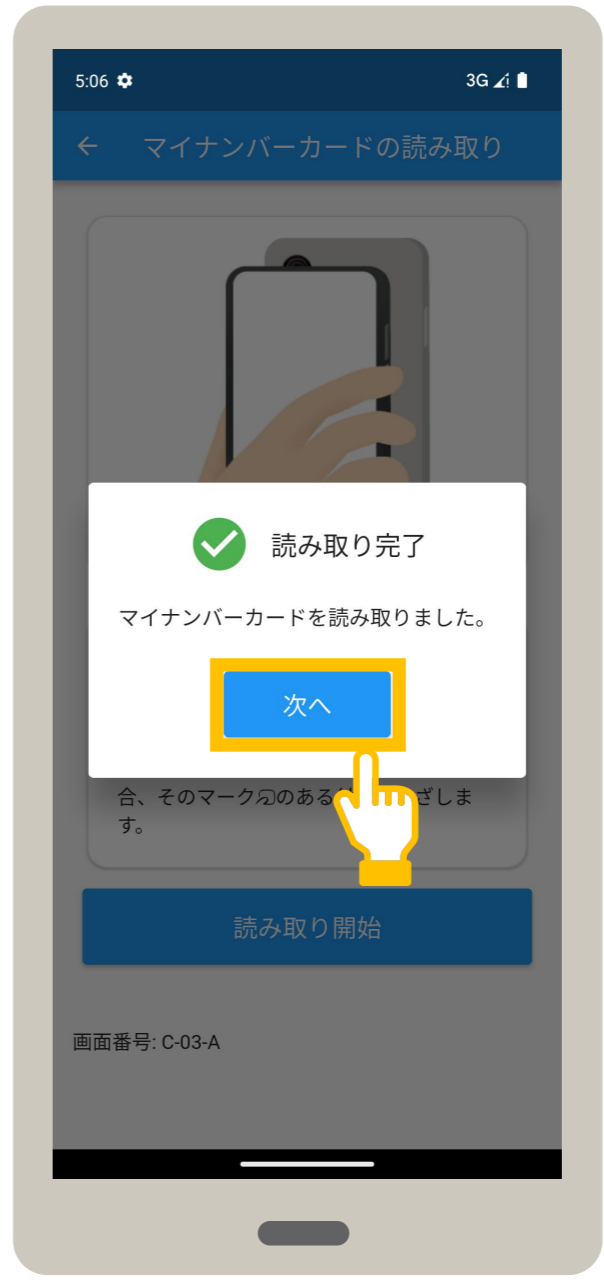 5:06
3G
マイナンバーカードの読み取り
読み取り完了
マイナンバーカードを読み取りました。
次へ
合、そのマークのある
ざしま
す。
読み取り開始
画面番号: C-03-A